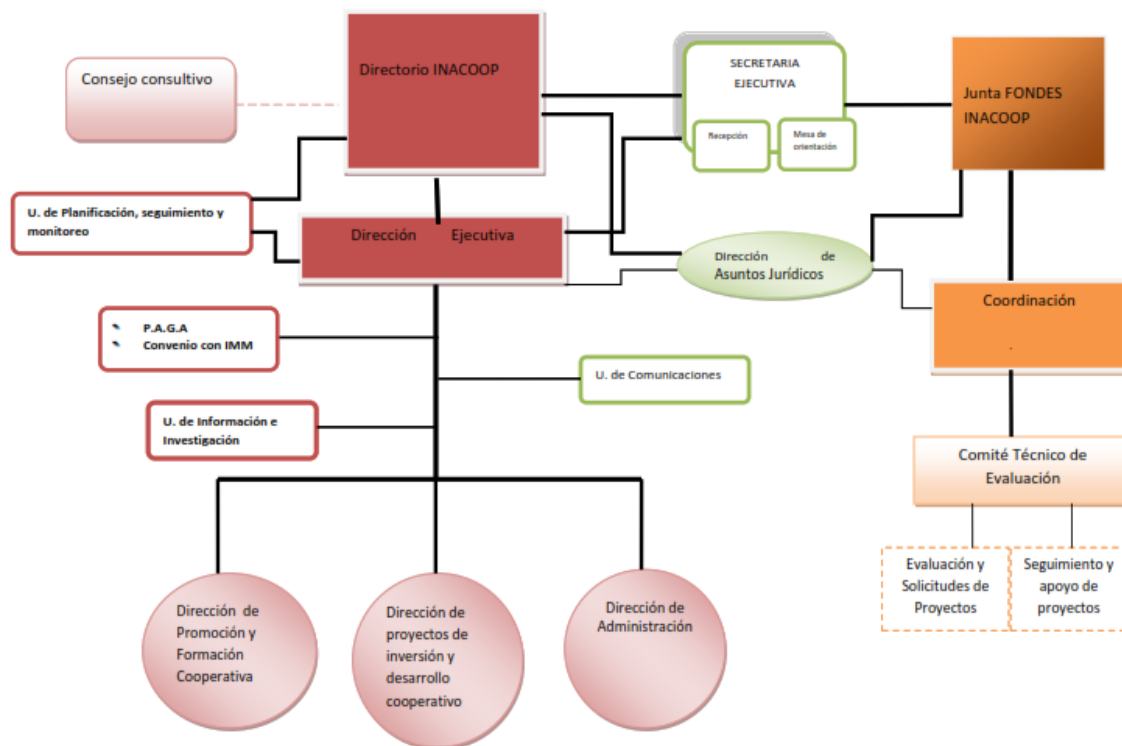 Consejo consultivo
Directorio INACOOP
SECRETARIA
EJECUTIVA
Recepción
Mesa de
orientación
Junta FONDES
INACOOP
U. de Planificación, seguimiento y
monitoreo
Dirección Ejecutiva
Dirección de
Asuntos Jurídicos
Coordinación
.
P.A.G.A
Convenio con IMM
U. de Comunicaciones
U. de Información e
Investigación
Comité Técnico de
Evaluación
Evaluación y
Solicitudes de
Proyectos
Seguimiento y
apoyo de
proyectos
Dirección de
Promoción y
Formación
Cooperativa
Dirección de
proyectos de
inversión y
desarrollo
cooperativo
Dirección de
Administración